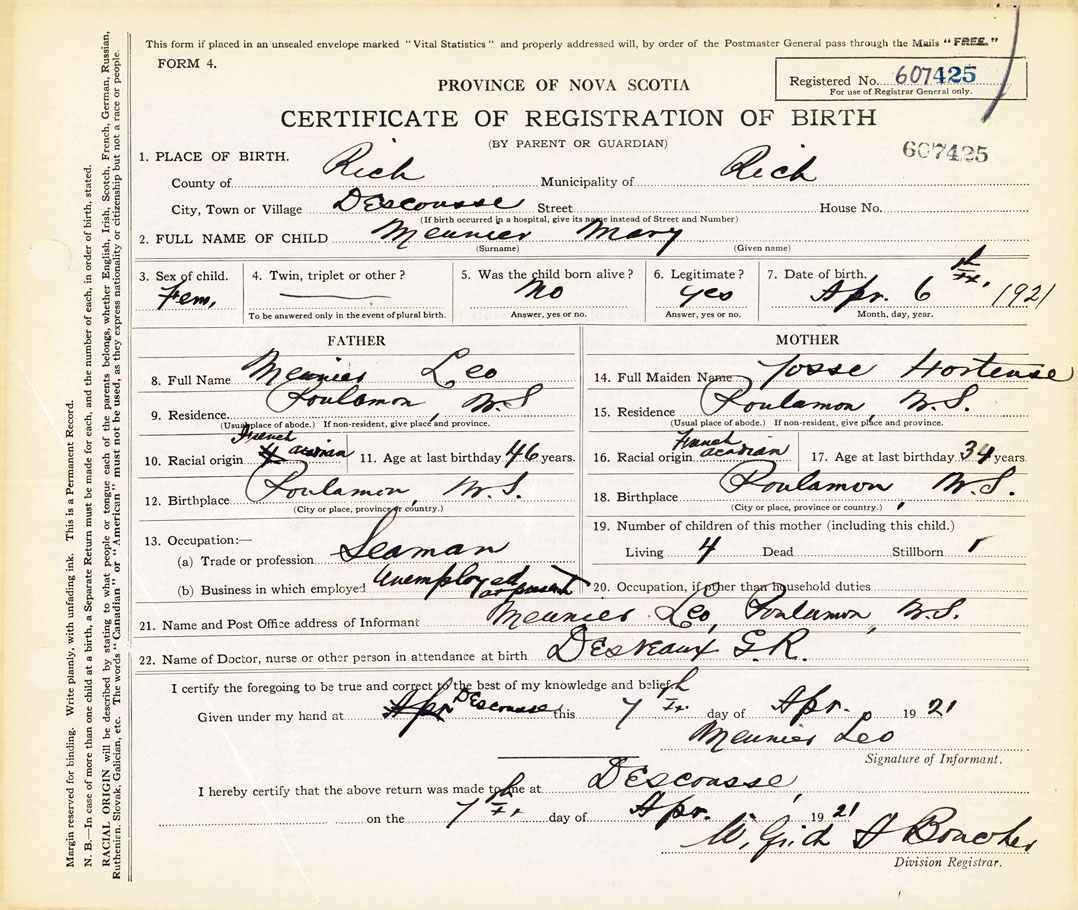 This form if placed in an unsealed envelope marked "Vital Statistics" and properly addressed will, by order of the Postmaster General pass through the Mails "FREE."
FORM 4.
Registered No. 607425
For use of Registrar General only.
PROVINCE OF NOVA SCOTIA
CERTIFICATE OF REGISTRATION OF BIRTH
(BY PARENT OR GUARDIAN)
607425
1. PLACE OF BIRTH.
County of Rich Municipality of Rich
City, Town or Village DEscousse Street House No.
(If birth occurred in a hospital, give its name instead of Street and Number)
2. FULL NAME OF CHILD Meunier Mary
(Surname) (Given name)
3. Sex of child. 4. Twin, triplet or other? 5. Was the child born alive? 6. Legitimate? 7. Date of birth.
Fem, No yes Apr. 6th 1921
To be answered only in the event of plural birth. Answer, yes or no. Answer, yes or no. Month, day, year.
FATHER MOTHER
8. Full Name Meunier Leo
14. Full Maiden Name Josse Hortense
9. Residence Poulamon, N.S.
15. Residence Poulamon, N.S.
(Usual place of abode.) If non-resident, give place and province.
(Usual place of abode.) If non-resident, give place and province.
10. Racial origin French acadian 11. Age at last birthday 46 years.
16. Racial origin French acadian 17. Age at last birthday 34 years.
12. Birthplace Poulamon, N.S.
18. Birthplace Poulamon, N.S.
(City or place, province or country.)
(City or place, province or country.)
13. Occupation:—
(a) Trade or profession Seaman
(b) Business in which employed Unemployed at present
19. Number of children of this mother (including this child.)
Living 4 Dead Stillborn 1
20. Occupation, if other than household duties
21. Name and Post Office address of Informant Meunier Leo, Poulamon, N.S.
22. Name of Doctor, nurse or other person in attendance at birth Desveaux G.R.
I certify the foregoing to be true and correct to the best of my knowledge and belief.
Given under my hand at Apr DEscousse this 7th day of Apr. 1921
Meunier Leo
Signature of Informant.
I hereby certify that the above return was made to me at DEscousse,
on the 7th day of Apr. 1921
Boucher
Division Registrar.
Margin reserved for binding. Write plainly, with unfading ink. This is a Permanent Record.
N. B.—In case of more than one child at a birth, a Separate Return must be made for each, and the number of each, in order of birth, stated.
RACIAL ORIGIN will be described by stating to what people or tongue each of the parents belongs, whether English, Irish, Scotch, French, German, Russian,
Ruthenian, Slovak, Galician, etc. The words "Canadian" or "American" must not be used, as they express nationality or citizenship but not a race or people.